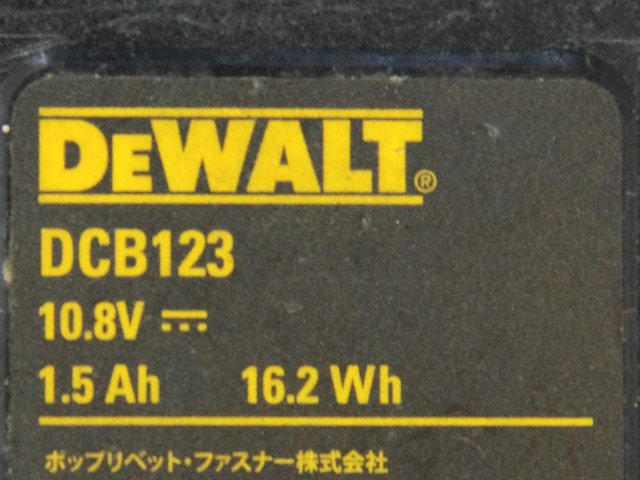 DEWALT®
DCB123
10.8V ⎓
1.5 Ah 16.2 Wh
ポップリベット・ファスナー株式会社